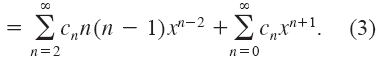 = ∑_{n=2}^{∞} c_n n(n − 1)x^{n−2} + ∑_{n=0}^{∞} c_n x^{n+1}. (3)